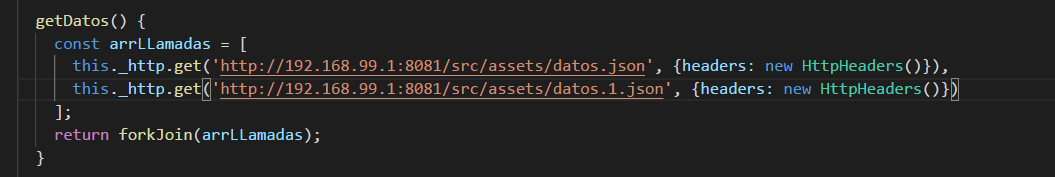 getDatos() {
const arrLLamadas = [
this._http.get('http://192.168.99.1:8081/src/assets/datos.json', {headers: new HttpHeaders()}),
this._http.get('http://192.168.99.1:8081/src/assets/datos.1.json', {headers: new HttpHeaders()})
];
return forkJoin(arrLLamadas);
}